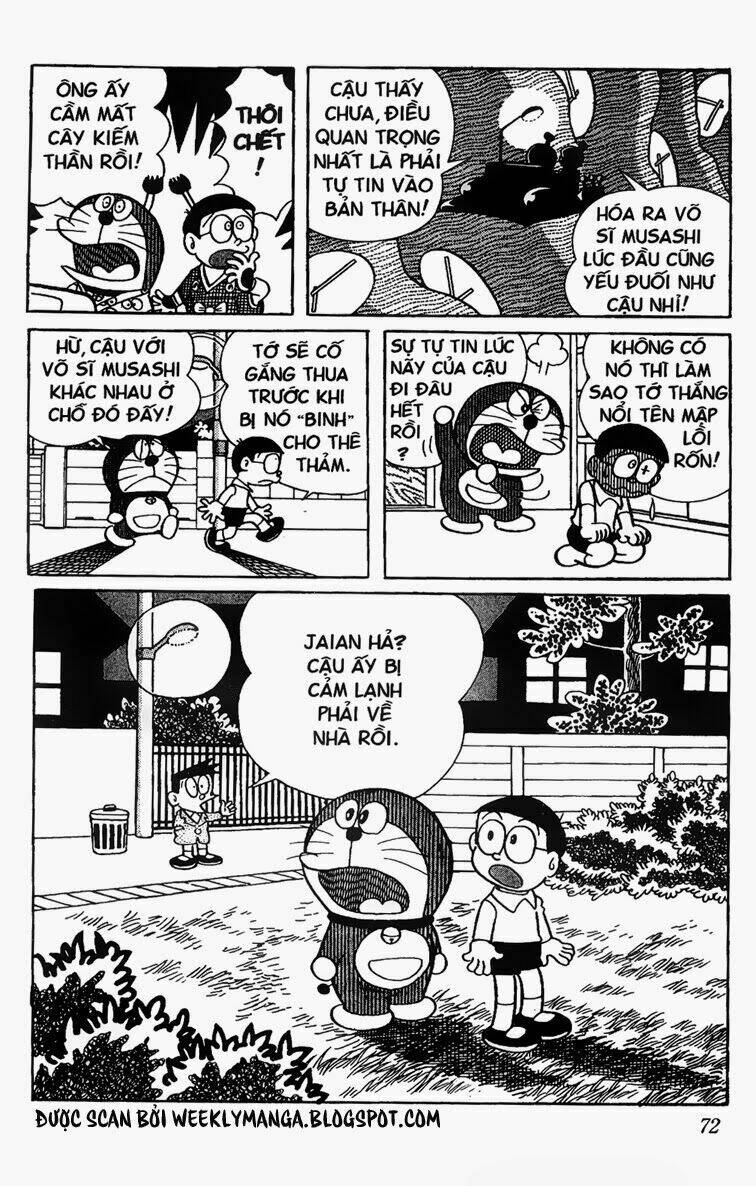 HÓA RA VÕ
SĨ MUSASHI
LÚC ĐẦU CŨNG
YẾU ĐUỐI NHƯ
CẬU NHỈ!
CẬU THẤY
CHƯA, ĐIỀU
QUAN TRỌNG
NHẤT LÀ PHẢI
TỰ TIN VÀO
BẢN THÂN!
THÔI
CHẾT
!
ÔNG ẤY
CẦM MẤT
CÂY KIẾM
THẦN RỒI!
KHÔNG CÓ
NÓ THÌ LÀM
SAO TỚ THẮNG
NỔI TÊN MẬP
LỒI
RỐN!
SỰ TỰ TIN LÚC
NÃY CỦA CẬU
ĐI ĐÂU
HẾT
RỒI
?
TỚ SẼ CỐ
GẮNG THUA
TRƯỚC KHI
BỊ NÓ "BINH"
CHO THÊ
THẢM.
HỪ, CẬU VỚI
VÕ SĨ MUSASHI
KHÁC NHAU Ở
CHỖ ĐÓ ĐẤY!
JAIAN HẢ?
CẬU ẤY BỊ
CẢM LẠNH
PHẢI VỀ
NHÀ RỒI.
ĐƯỢC SCAN BỞI WEEKLYMANGA.BLOGSPOT.COM
72